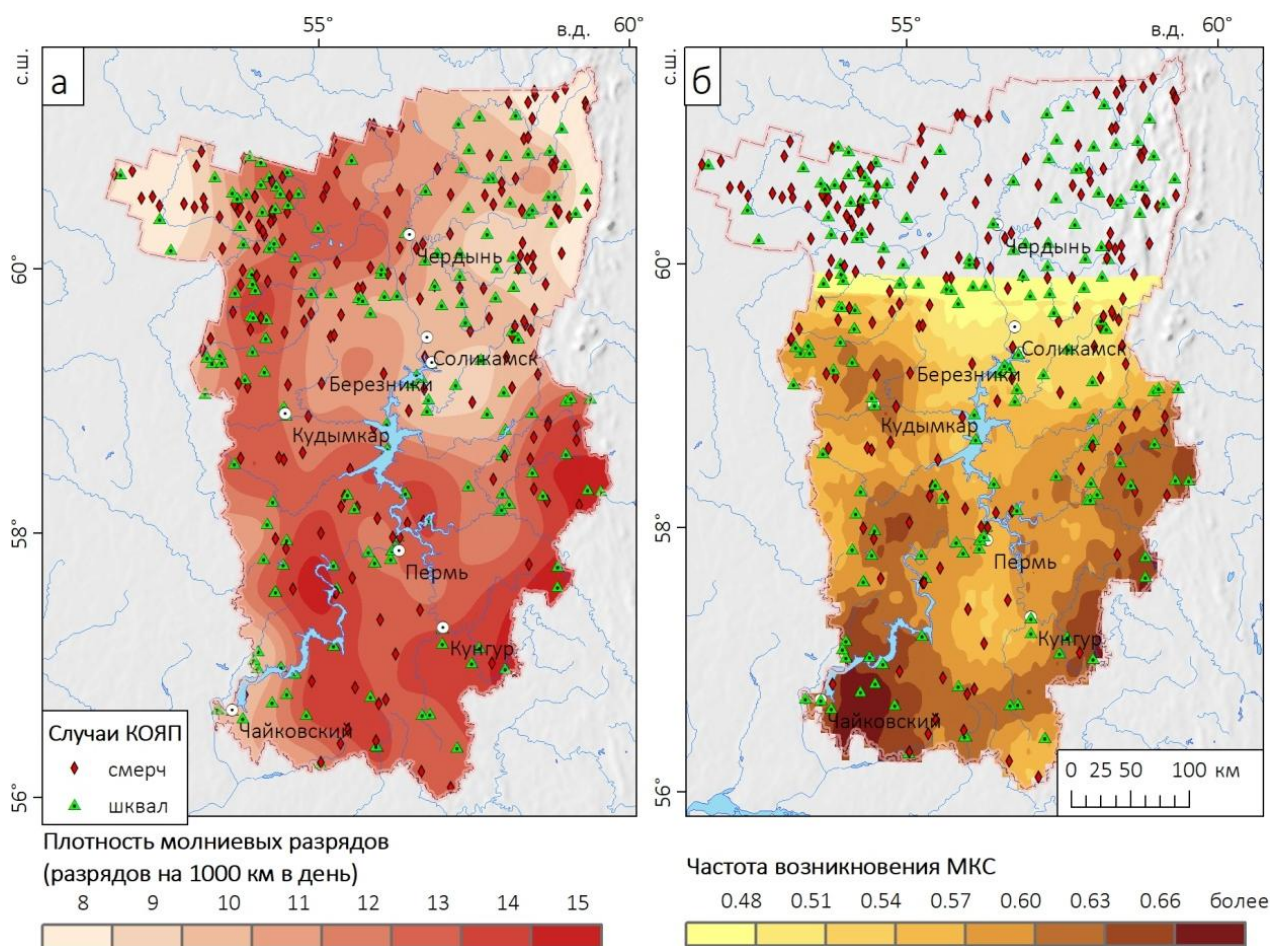 55°
в.д.
60°
с.ш.
а
60°
58°
56°
Чердынь
Соликамск
Березники
Кудымкар
Пермь
Кунгур
Чайковский
Случаи КОЯП
смерч
шквал
Плотность молниевых разрядов
(разрядов на 1000 км в день)
8 9 10 11 12 13 14 15
55°
в.д.
60°
с.ш.
б
60°
58°
56°
Чердынь
Соликамск
Березники
Кудымкар
Пермь
Кунгур
Чайковский
0 25 50 100 км
Частота возникновения МКС
0.48 0.51 0.54 0.57 0.60 0.63 0.66 более